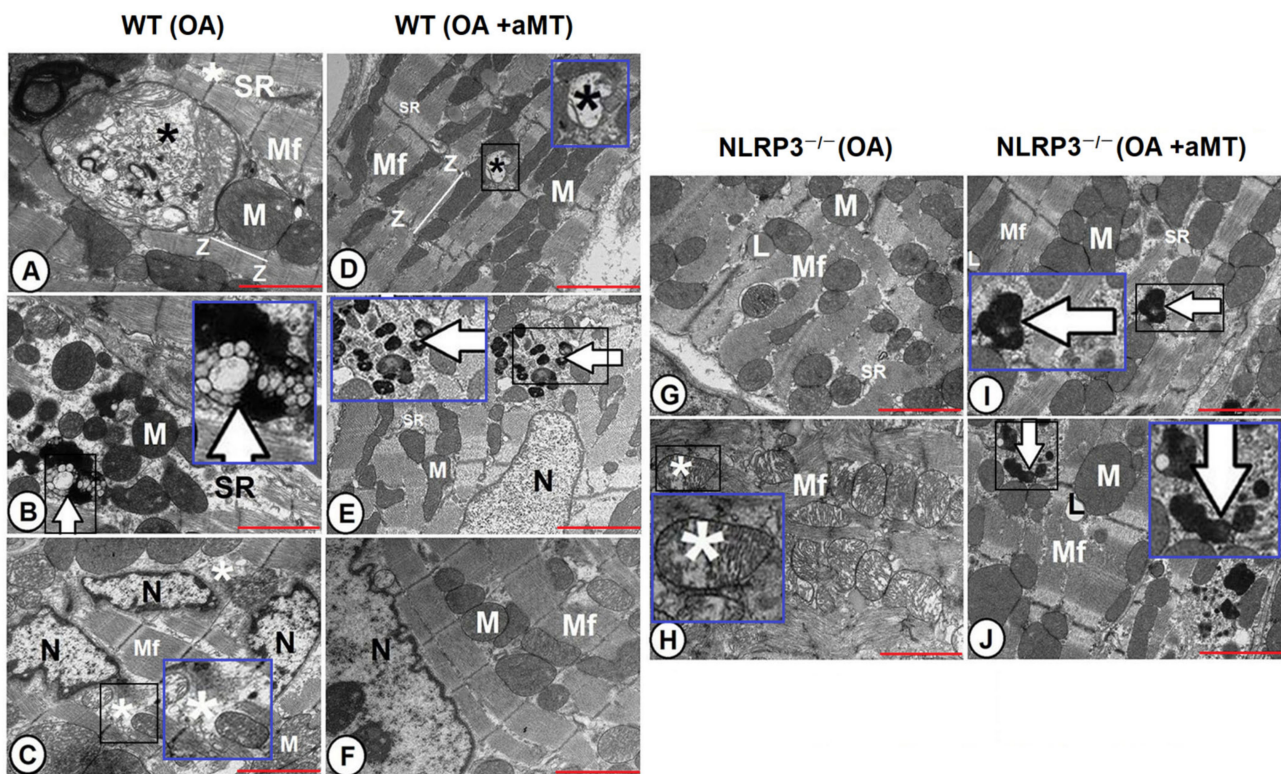 WT (OA)
WT (OA +aMT)
NLRP3−/− (OA)
NLRP3−/− (OA +aMT)
*
SR
*
Mf
M
Z
Z
A
SR
*
*
Mf
Z
Z
M
D
M
SR
B
SR
M
N
E
N
*
N
N
Mf
*
*
M
C
N
M
Mf
F
M
L
Mf
SR
G
*
Mf
*
H
Mf
M
SR
L
I
M
L
Mf
J